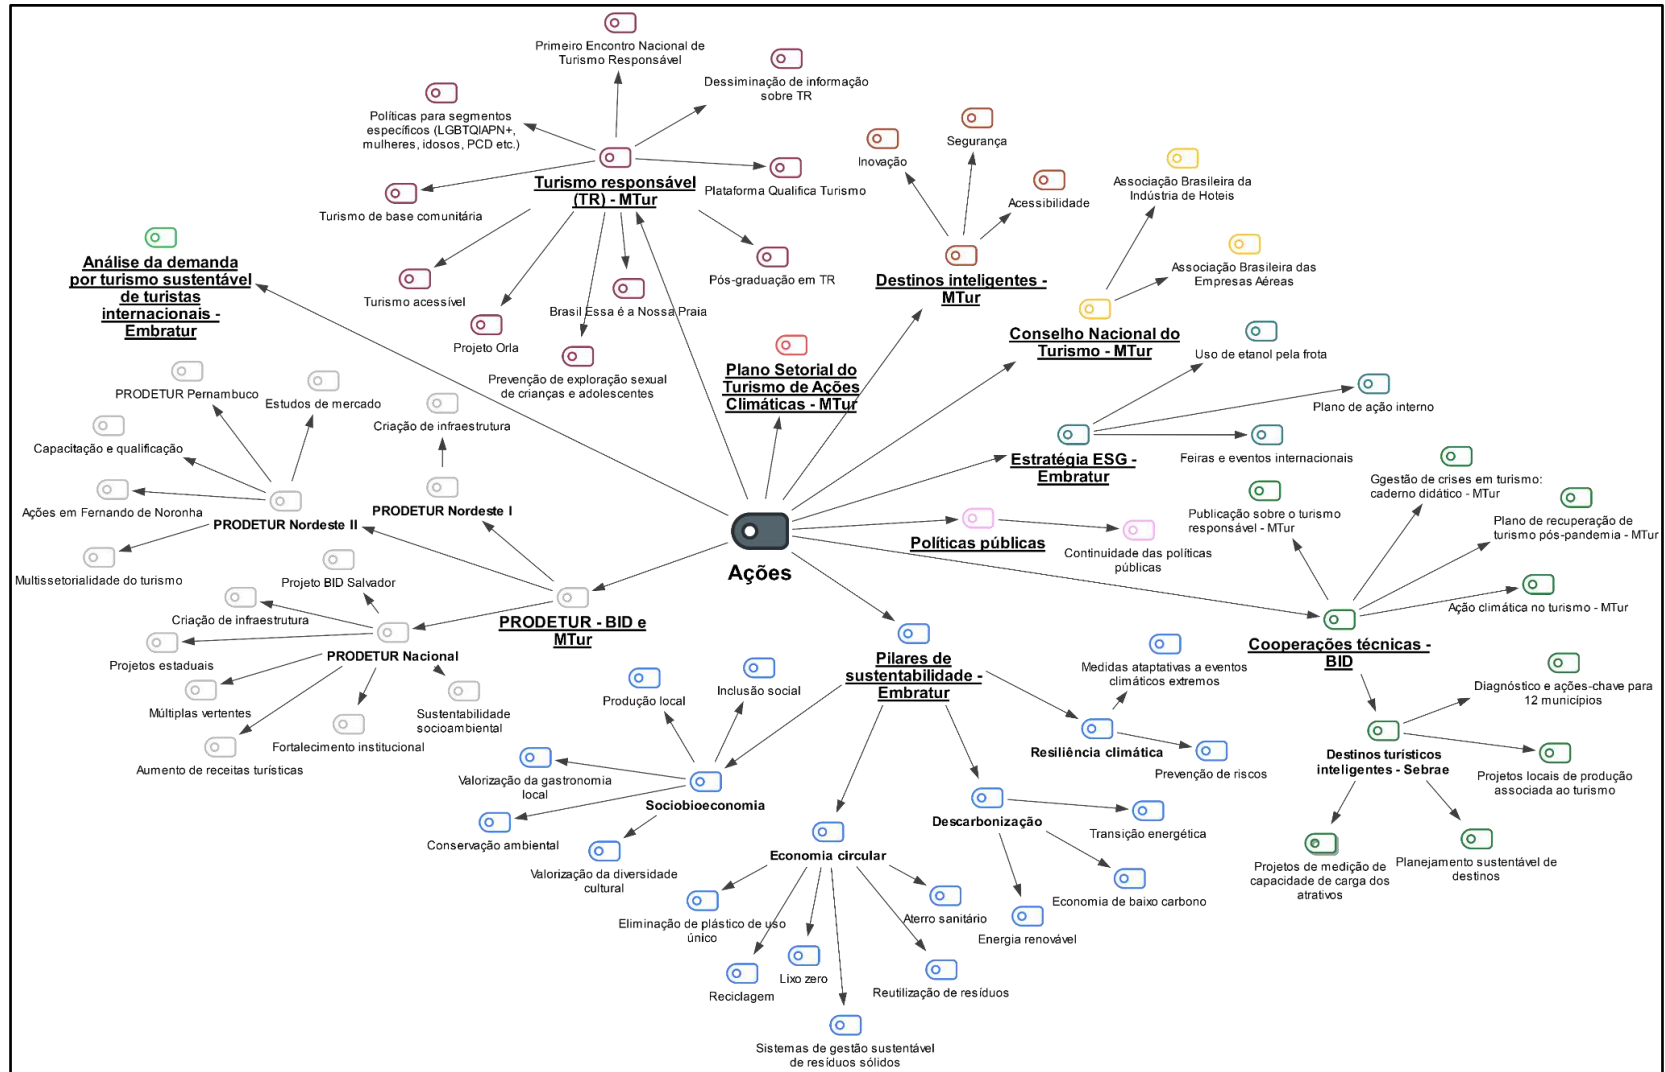 Primeiro Encontro Nacional de
Turismo Responsável
Dessiminação de informação
sobre TR
Políticas para segmentos
específicos (LGBTQIAPN+,
mulheres, idosos, PCD etc.)
Turismo responsável
(TR) - MTur
Plataforma Qualifica Turismo
Turismo de base comunitária
Pós-graduação em TR
Turismo acessível
Brasil Essa é a Nossa Praia
Projeto Orla
Prevenção de exploração sexual
de crianças e adolescentes
Inovação
Segurança
Acessibilidade
Destinos inteligentes -
MTur
Associação Brasileira da
Indústria de Hoteis
Associação Brasileira das
Empresas Aéreas
Conselho Nacional do
Turismo - MTur
Análise da demanda
por turismo sustentável
de turistas
internacionais -
Embratur
Plano Setorial do
Turismo de Ações
Climáticas - MTur
Uso de etanol pela frota
Plano de ação interno
Feiras e eventos internacionais
Estratégia ESG -
Embratur
PRODETUR Pernambuco
Estudos de mercado
Capacitação e qualificação
Ações em Fernando de Noronha
PRODETUR Nordeste II
Multissetorialidade do turismo
Criação de infraestrutura
PRODETUR Nordeste I
Ações
Políticas públicas
Continuidade das políticas
públicas
Ggestão de crises em turismo:
caderno didático - MTur
Publicação sobre o turismo
responsável - MTur
Plano de recuperação de
turismo pós-pandemia - MTur
Ação climática no turismo - MTur
Cooperações técnicas -
BID
Projeto BID Salvador
Criação de infraestrutura
Projetos estaduais
PRODETUR Nacional
Múltiplas vertentes
Aumento de receitas turísticas
Fortalecimento institucional
Sustentabilidade
socioambiental
PRODETUR - BID e
MTur
Pilares de
sustentabilidade -
Embratur
Produção local
Inclusão social
Valorização da gastronomia
local
Sociobioeconomia
Conservação ambiental
Valorização da diversidade
cultural
Medidas ataptativas a eventos
climáticos extremos
Resiliência climática
Prevenção de riscos
Descarbonização
Transição energética
Economia de baixo carbono
Energia renovável
Economia circular
Eliminação de plástico de uso
único
Aterro sanitário
Reciclagem
Lixo zero
Reutilização de resíduos
Sistemas de gestão sustentável
de resíduos sólidos
Diagnóstico e ações-chave para
12 municípios
Destinos turísticos
inteligentes - Sebrae
Projetos locais de produção
associada ao turismo
Projetos de medição de
capacidade de carga dos
atrativos
Planejamento sustentável de
destinos